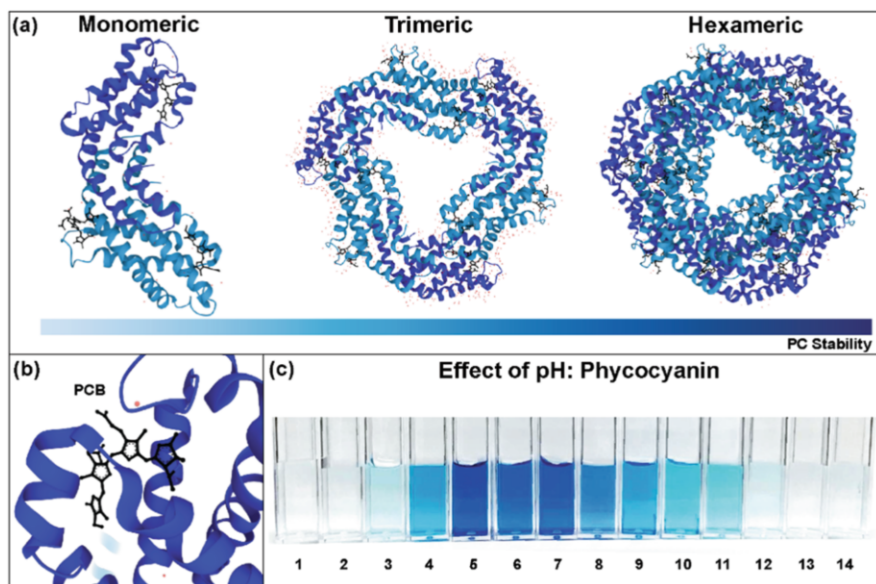 (a) Monomeric Trimeric Hexameric
PC Stability
(b) PCB
(c) Effect of pH: Phycocyanin
1 2 3 4 5 6 7 8 9 10 11 12 13 14